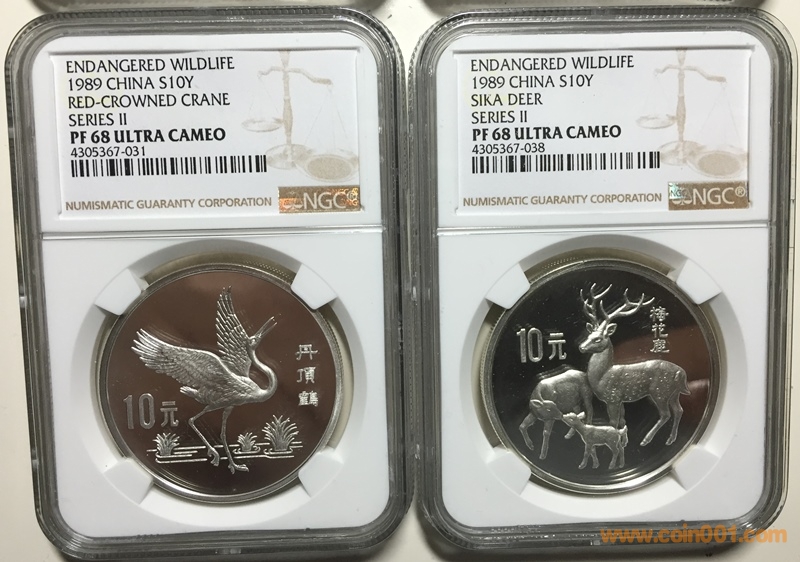 ENDANGERED WILDLIFE
1989 CHINA S10Y
RED-CROWNED CRANE
SERIES II
PF 68 ULTRA CAMEO
4305367-031
NUMISMATIC GUARANTY CORPORATION
NGC®
丹頂鶴
10元
ENDANGERED WILDLIFE
1989 CHINA S10Y
SIKA DEER
SERIES II
PF 68 ULTRA CAMEO
4305367-038
NUMISMATIC GUARANTY CORPORATION
NGC NGC®
梅花鹿
10元
www.coin001.com